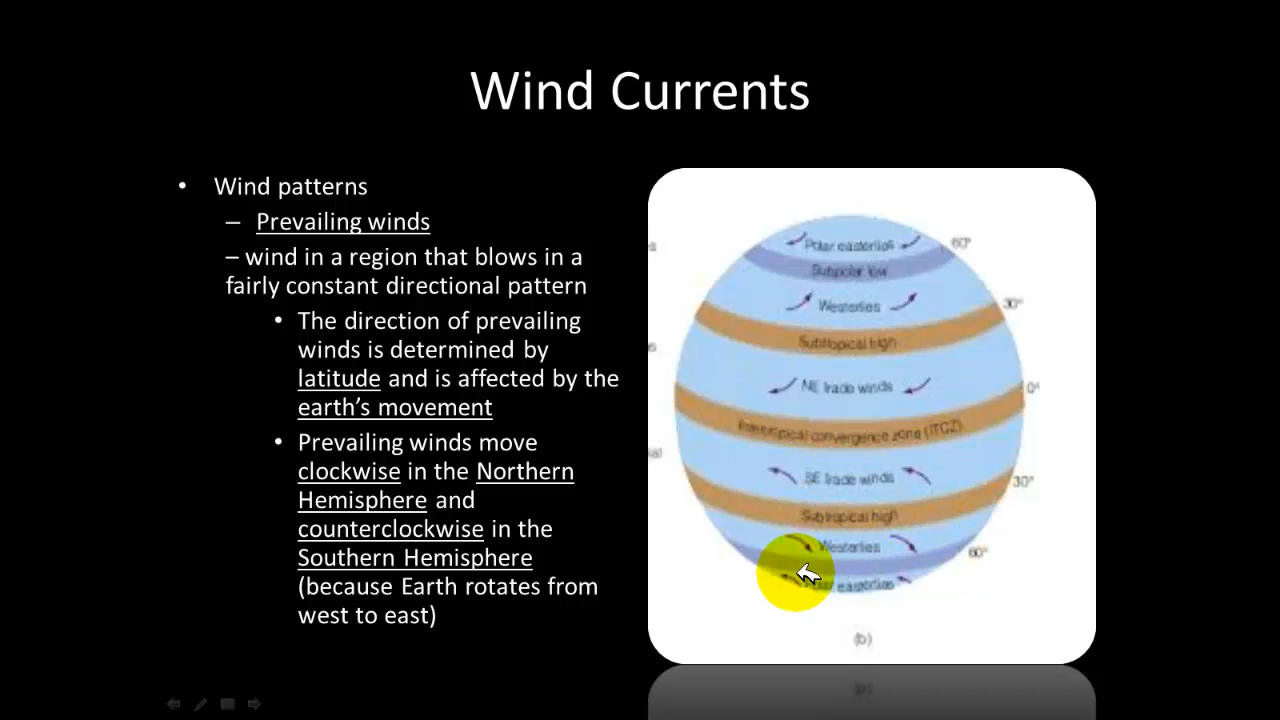 Wind Currents
• Wind patterns
– Prevailing winds
– wind in a region that blows in a
fairly constant directional pattern
• The direction of prevailing
winds is determined by
latitude and is affected by the
earth’s movement
• Prevailing winds move
clockwise in the Northern
Hemisphere and
counterclockwise in the
Southern Hemisphere
(because Earth rotates from
west to east)
Polar easterlies
60°
Subpolar low
Westerlies
30°
Subtropical high
NE trade winds
0°
Intertropical convergence zone (ITCZ)
SE trade winds
30°
Subtropical high
Westerlies
60°
easterlies
(b)